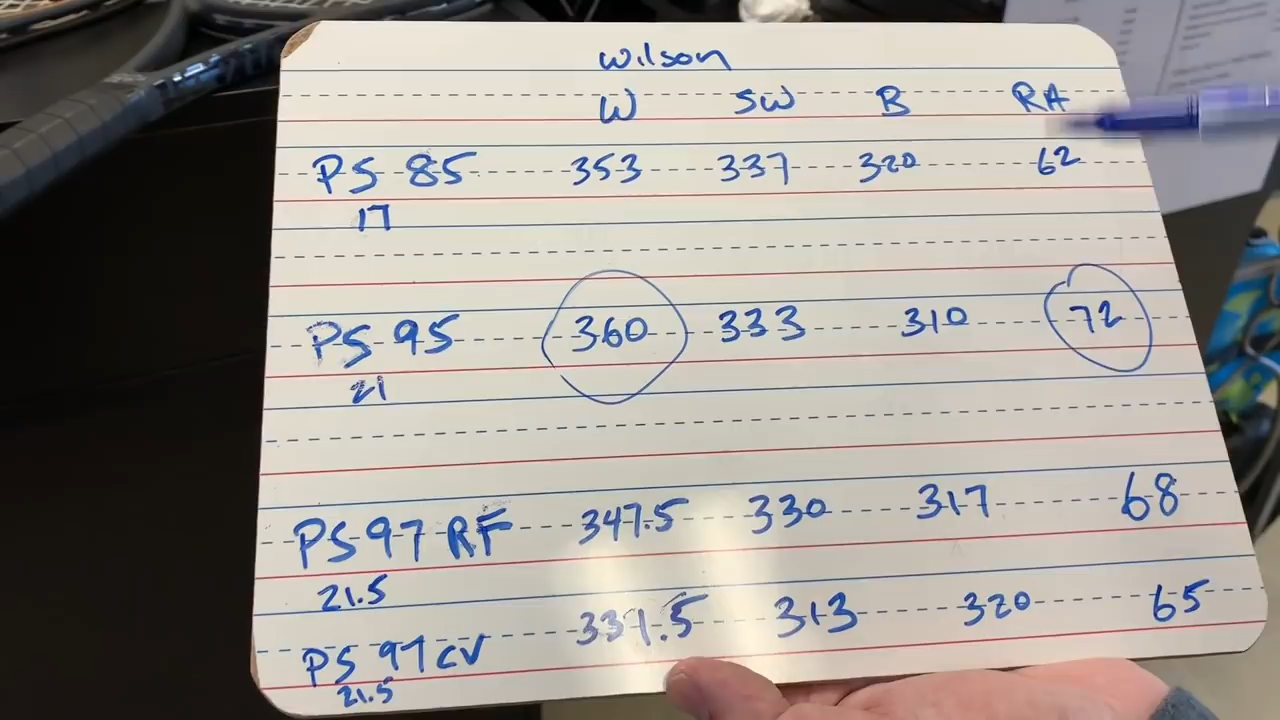 Wilson
W SW B RA
PS 85 353 337 320 62
17
PS 95 360 333 310 72
21
PS 97 RF 347.5 330 317 68
21.5
PS 97 CV 331.5 313 320 65
21.5